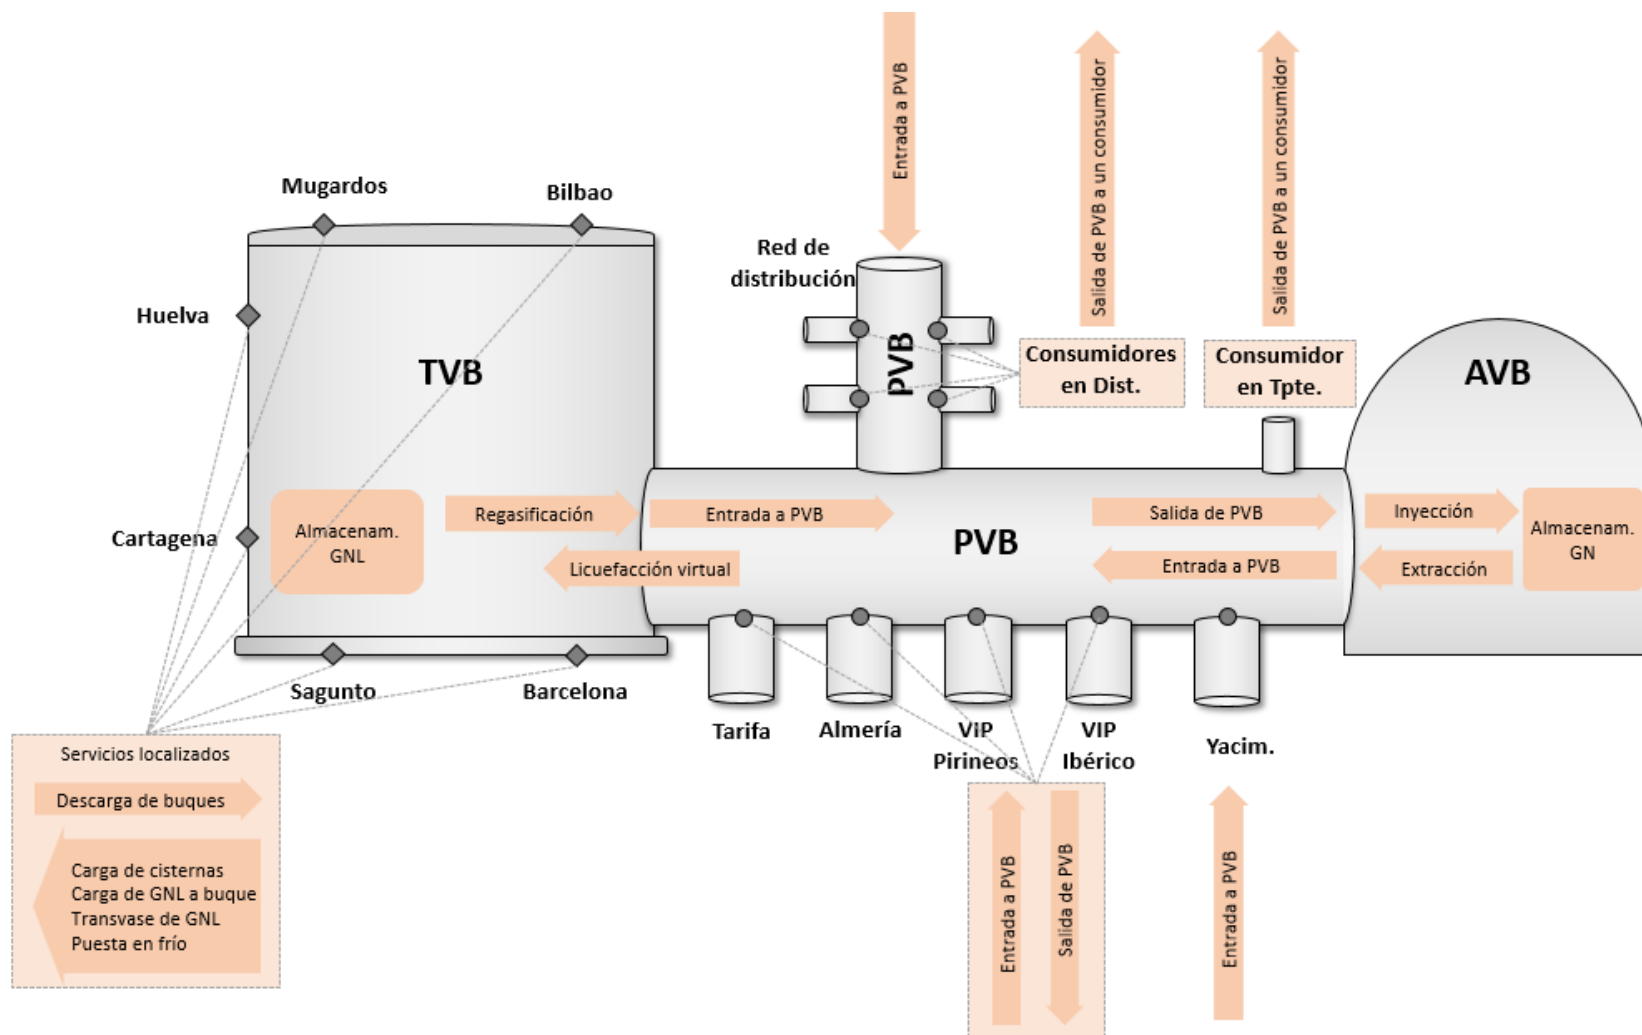 Entrada a PVB
Salida de PVB a un consumidor
Salida de PVB a un consumidor
Mugardos
Bilbao
Red de
distribución
Huelva
TVB
PVB
Consumidores
en Dist.
Consumidor
en Tpte.
AVB
Cartagena
Almacenam.
GNL
Regasificación
Entrada a PVB
Licuefacción virtual
PVB
Salida de PVB
Entrada a PVB
Inyección
Extracción
Almacenam.
GN
Sagunto
Barcelona
Tarifa
Almería
VIP
Pirineos
VIP
Ibérico
Yacim.
Servicios localizados
Descarga de buques
Carga de cisternas
Carga de GNL a buque
Transvase de GNL
Puesta en frío
Entrada a PVB
Salida de PVB
Entrada a PVB